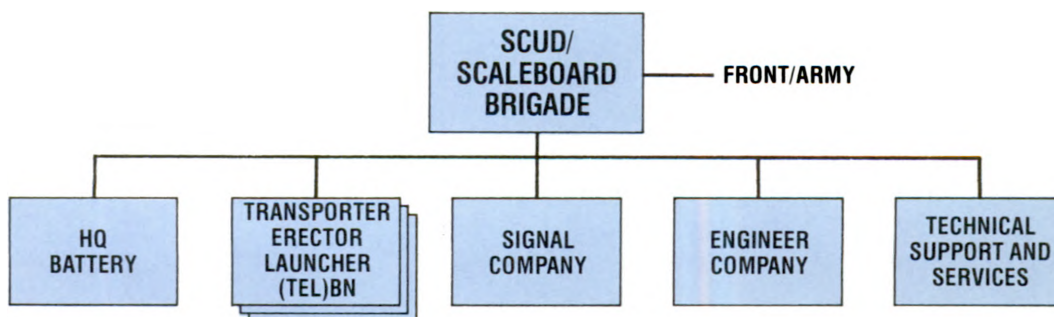 SCUD/
SCALEBOARD
BRIGADE
FRONT/ARMY
HQ
BATTERY
TRANSPORTER
ERECTOR
LAUNCHER
(TEL)BN
SIGNAL
COMPANY
ENGINEER
COMPANY
TECHNICAL
SUPPORT AND
SERVICES